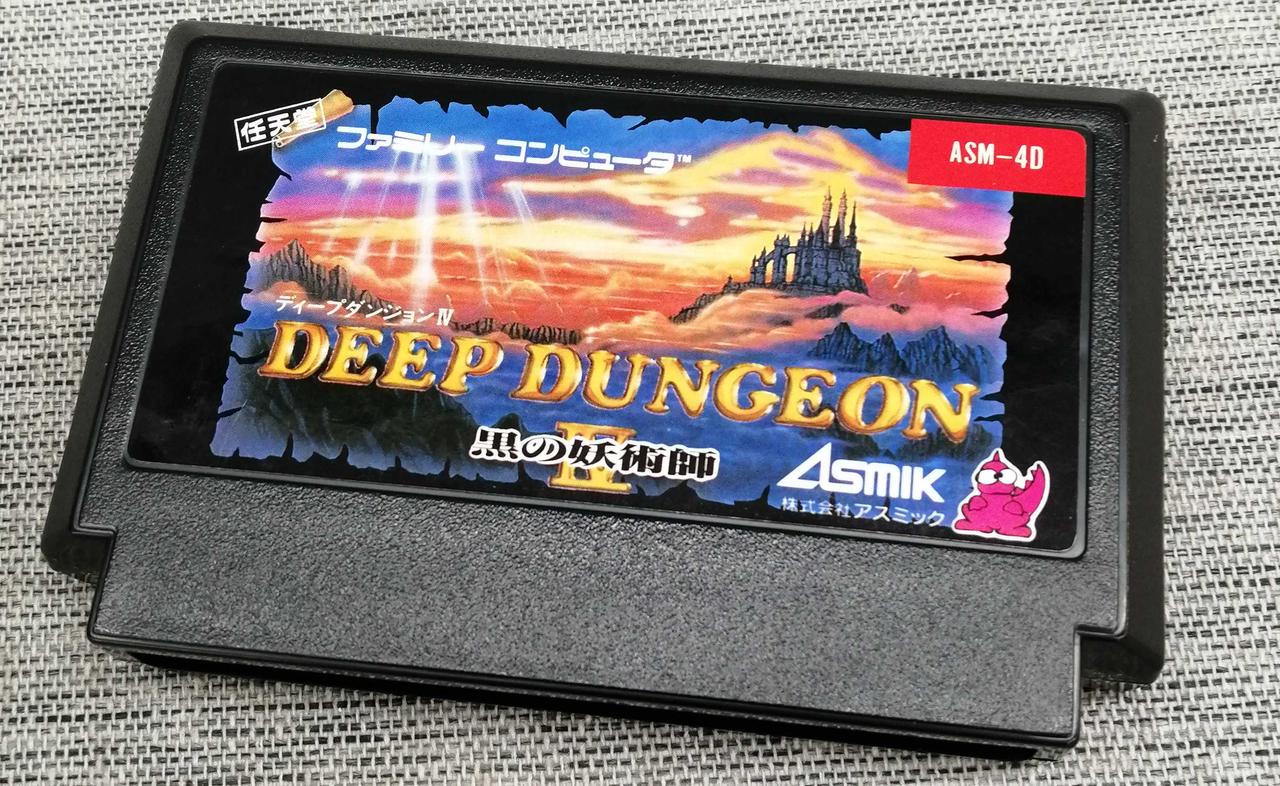 任天堂
ファミリー コンピュータ™
ASM-4D
ディープダンジョンⅣ
DEEP DUNGEON
Ⅳ
黒の妖術師
ASMIK
株式会社アスミック